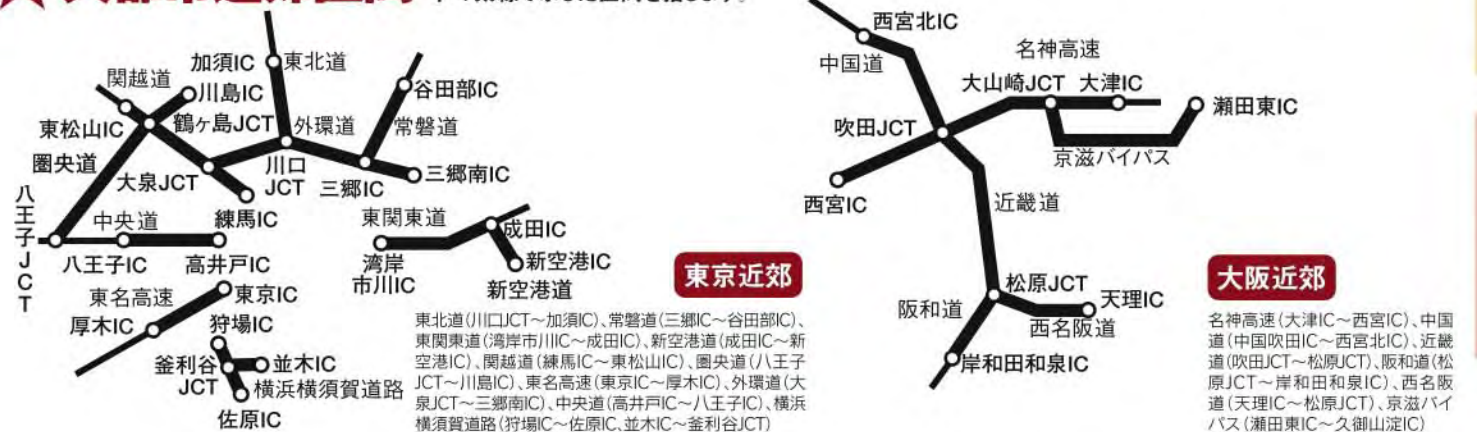 西宮北IC
中国道
名神高速
大山崎JCT
大津IC
瀬田東IC
吹田JCT
京滋バイパス
西宮IC
近畿道
松原JCT
天理IC
阪和道
西名阪道
岸和田和泉IC
大阪近郊
名神高速(大津IC〜西宮IC)、中国
道(中国吹田IC〜西宮北IC)、近畿
道(吹田JCT〜松原JCT)、阪和道(松
原JCT〜岸和田和泉IC)、西名阪
道(天理IC〜松原JCT)、京滋バイ
パス(瀬田東IC〜久御山淀IC)
加須IC
東北道
関越道
川島IC
谷田部IC
東松山IC
鶴ヶ島JCT
外環道
常磐道
圏央道
大泉JCT
川口
JCT
三郷IC
三郷南IC
八王子JCT
中央道
練馬IC
東関東道
成田IC
八王子IC
高井戸IC
湾岸
市川IC
新空港IC
新空港道
東京近郊
東名高速
東京IC
厚木IC
狩場IC
釜利谷
JCT
並木IC
横浜横須賀道路
佐原IC
東北道(川口JCT〜加須IC)、常磐道(三郷IC〜谷田部IC)、
東関東道(湾岸市川IC〜成田IC)、新空港道(成田IC〜新
空港IC)、関越道(練馬IC〜東松山IC)、圏央道(八王子
JCT〜川島IC)、東名高速(東京IC〜厚木IC)、外環道(大
泉JCT〜三郷南IC)、中央道(高井戸IC〜八王子IC)、横浜
横須賀道路(狩場IC〜佐原IC、並木IC〜釜利谷JCT)